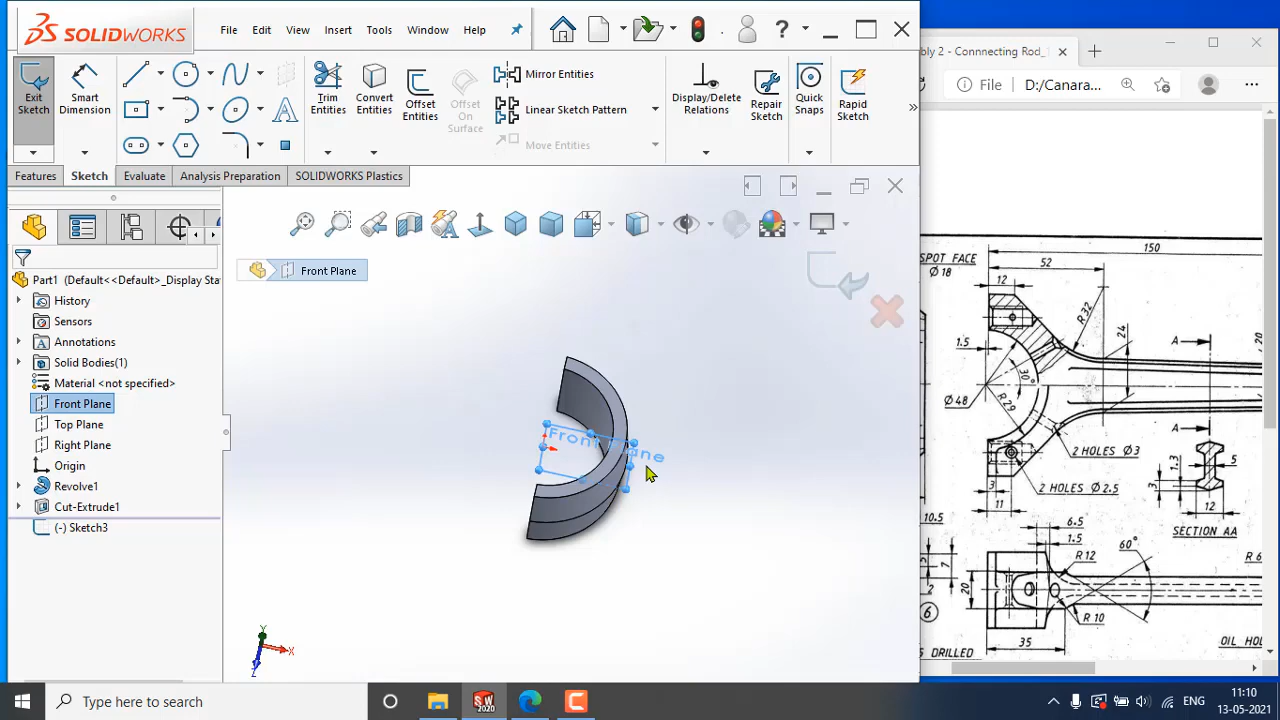 SOLIDWORKS
File Edit View Insert Tools Window Help
Exit Sketch
Smart Dimension
Trim Entities
Convert Entities
Offset Entities
Offset On Surface
Mirror Entities
Linear Sketch Pattern
Move Entities
Display/Delete Relations
Repair Sketch
Quick Snaps
Rapid Sketch
Features Sketch Evaluate Analysis Preparation SOLIDWORKS Plastics
Part1 (Default<<Default>_Display Sta
History
Sensors
Annotations
Solid Bodies(1)
Material <not specified>
Front Plane
Top Plane
Right Plane
Origin
Revolve1
Cut-Extrude1
(-) Sketch3
Front Plane
Front Plane
Y
X
Z
bly 2 - Connnecting Rod_
File D:/Canara...
150
SPOT FACE
Ø 18
52
12
R 32
24
A
1.5
30°
Ø 48
R 29
A
2 HOLES Ø3
1.3
5
3
2 HOLES Ø 2.5
3
11
12
SECTION AA
10.5
6.5
1.5
60°
R 12
R 6
7
20
2
6
R 10
35
OIL HO
S DRILLED
Type here to search
SW 2020
ENG
11:10
13-05-2021